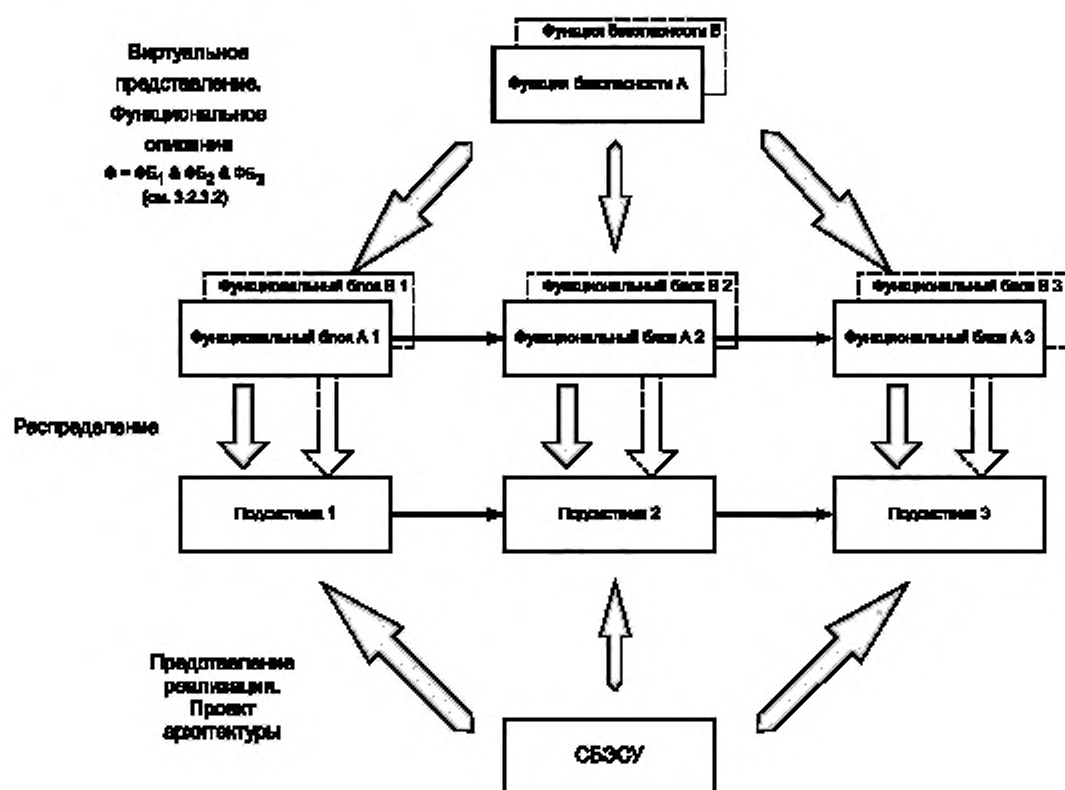 Функция безопасности В
Функция безопасности А
Виртуальное
представление.
Функциональное
описание
Ф = ФБ1 & ФБ2 & ФБ3
(см. 3.2.3.2)
Функциональный блок В 1
Функциональный блок В 2
Функциональный блок В 3
Функциональный блок А 1
Функциональный блок А 2
Функциональный блок А 3
Распределение
Подсистема 1
Подсистема 2
Подсистема 3
Представление
реализации.
Проект
архитектуры
СБЭСУ